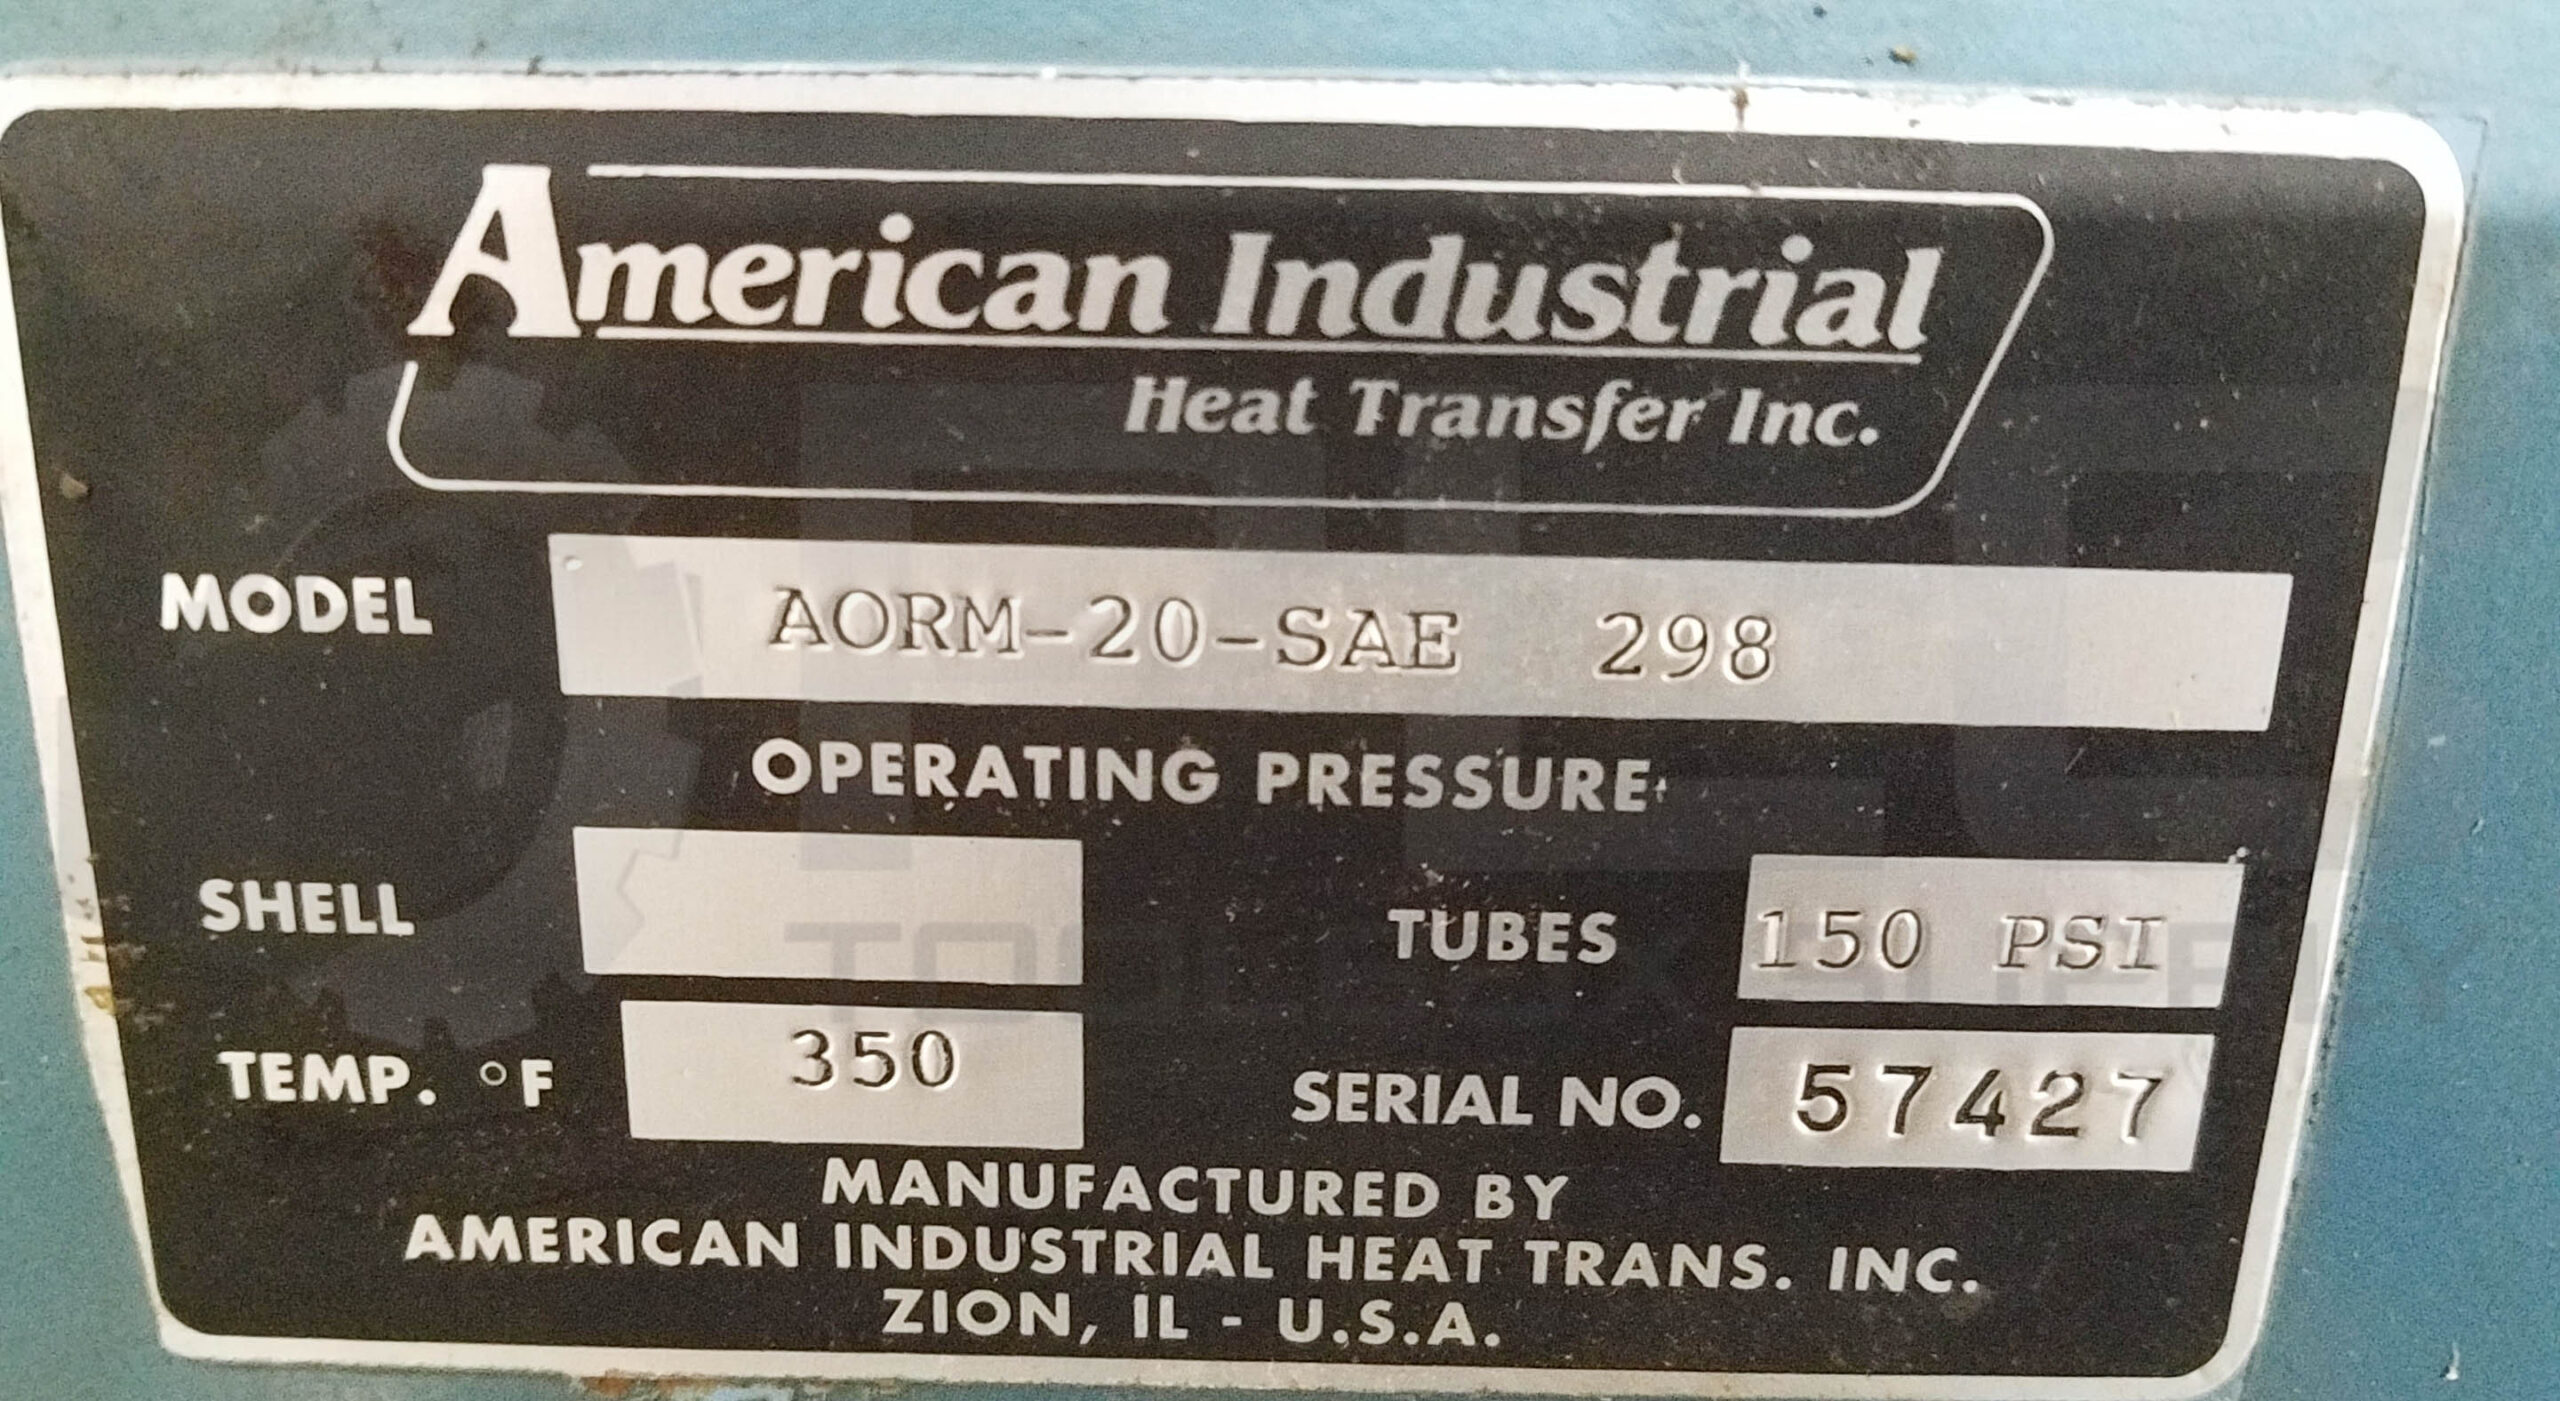 American Industrial
Heat Transfer Inc.
MODEL AORM-20-SAE 298
OPERATING PRESSURE
SHELL TUBES 150 PSI
TEMP. °F 350 SERIAL NO. 57427
MANUFACTURED BY
AMERICAN INDUSTRIAL HEAT TRANS. INC.
ZION, IL - U.S.A.